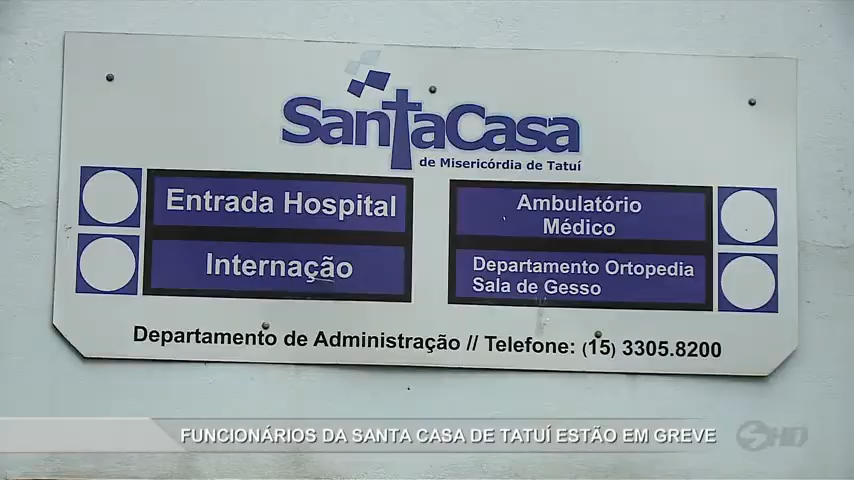 SantaCasa
de Misericórdia de Tatuí
Entrada Hospital
Internação
Ambulatório
Médico
Departamento Ortopedia
Sala de Gesso
Departamento de Administração // Telefone: (15) 3305.8200
FUNCIONÁRIOS DA SANTA CASA DE TATUÍ ESTÃO EM GREVE
HD